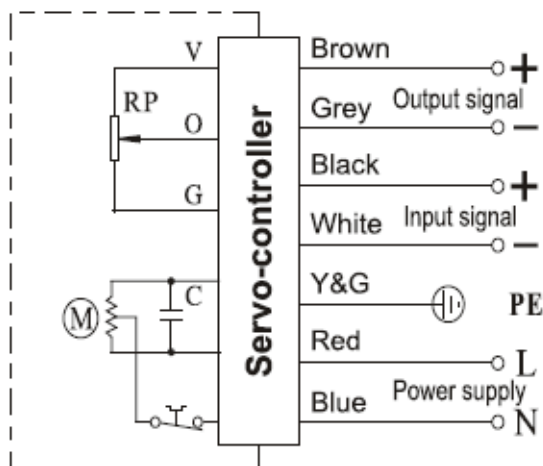 V
RP
O
G
C
M
Servo-controller
Brown
+
Output signal
Grey
−
Black
+
Input signal
White
−
Y&G
PE
Red
L
Power supply
Blue
N